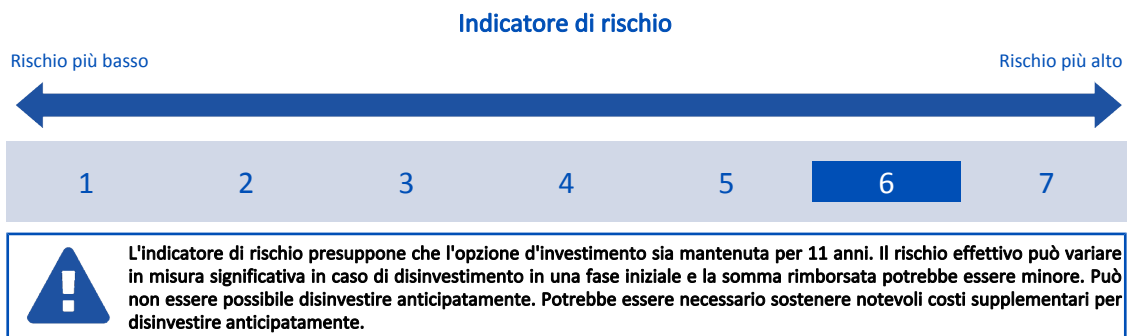 Indicatore di rischio
Rischio più basso
Rischio più alto
1 2 3 4 5 6 7
L'indicatore di rischio presuppone che l'opzione d'investimento sia mantenuta per 11 anni. Il rischio effettivo può variare
in misura significativa in caso di disinvestimento in una fase iniziale e la somma rimborsata potrebbe essere minore. Può
non essere possibile disinvestire anticipatamente. Potrebbe essere necessario sostenere notevoli costi supplementari per
disinvestire anticipatamente.